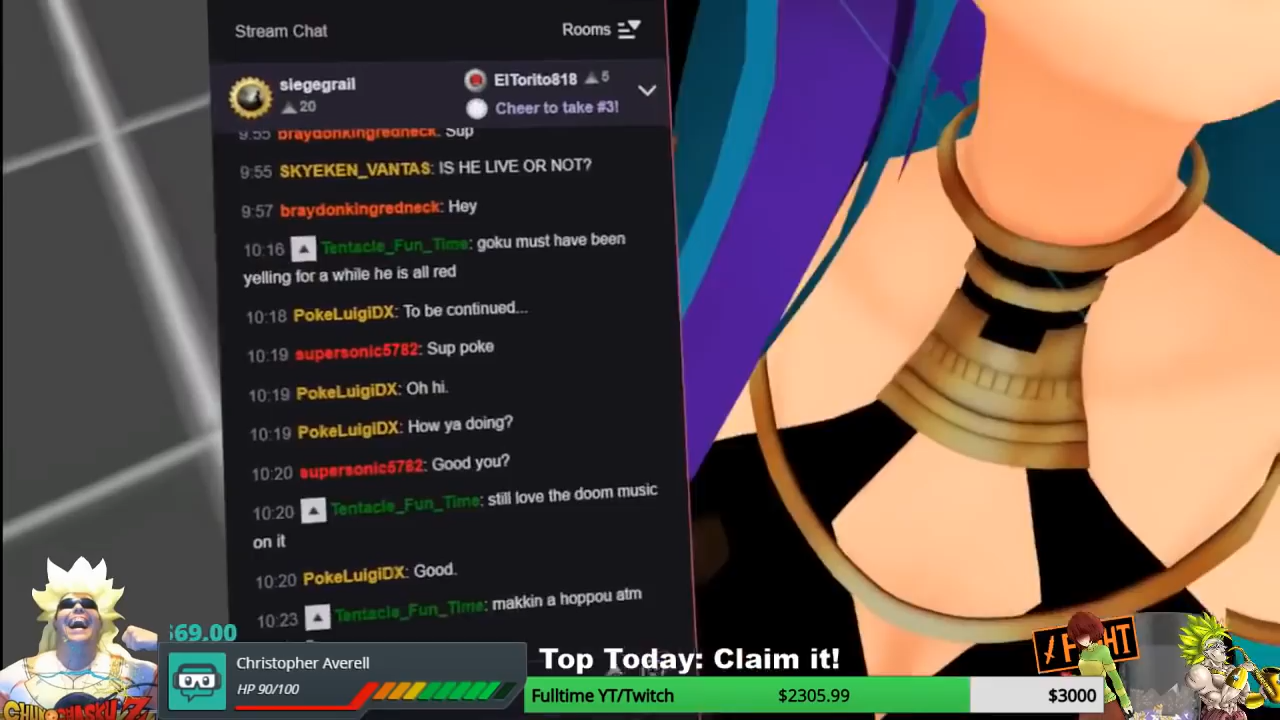 Stream Chat
Rooms
siegegrail
20
ElTorito818 5
Cheer to take #3!
9:55 braydonkingredneck: Sup
9:55 SKYEKEN_VANTAS: IS HE LIVE OR NOT?
9:57 braydonkingredneck: Hey
10:16 Tentacle_Fun_Time: goku must have been
yelling for a while he is all red
10:18 PokeLuigiDX: To be continued...
10:19 supersonic5782: Sup poke
10:19 PokeLuigiDX: Oh hi.
10:19 PokeLuigiDX: How ya doing?
10:20 supersonic5782: Good you?
10:20 Tentacle_Fun_Time: still love the doom music
on it
10:20 PokeLuigiDX: Good.
10:23 Tentacle_Fun_Time: makkin a hoppou atm
$69.00
FIGHT
Christopher Averell
HP 90/100
Top Today: Claim it!
Fulltime YT/Twitch
$2305.99
$3000